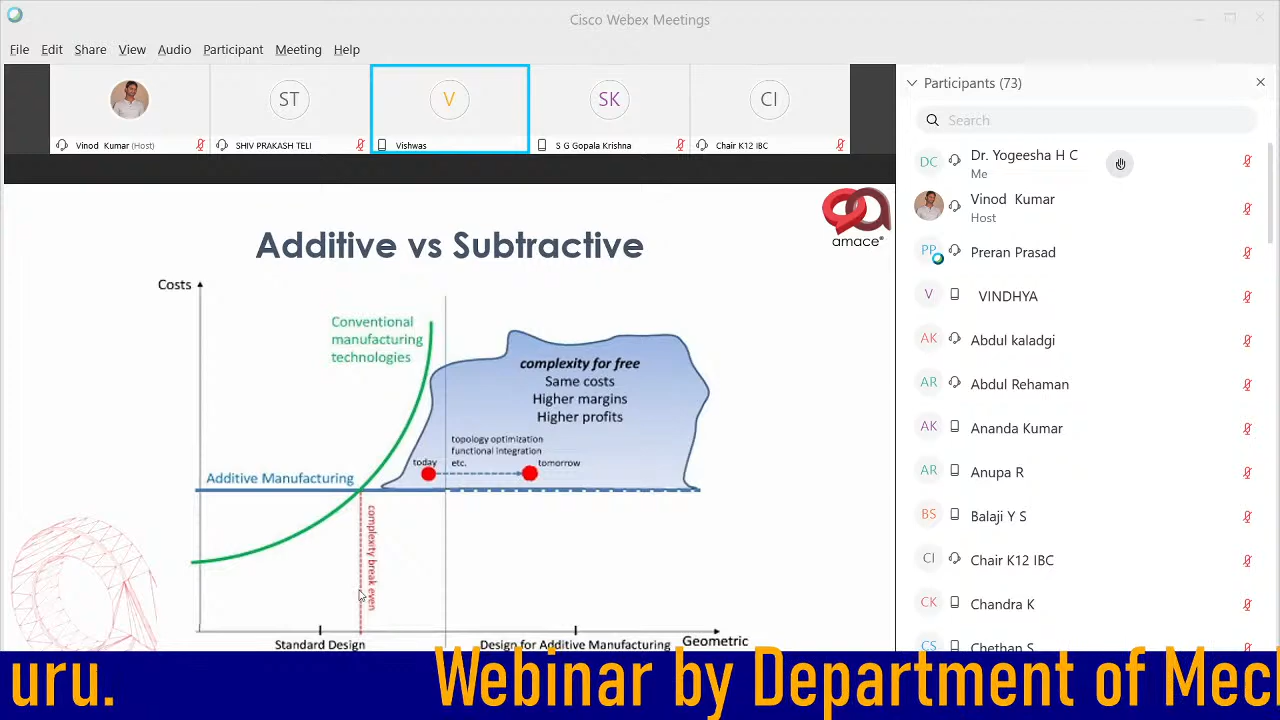 Cisco Webex Meetings
File Edit Share View Audio Participant Meeting Help
ST
V
SK
CI
Vinod Kumar (Host)
SHIV PRAKASH TELI
Vishwas
S G Gopala Krishna
Chair K12 IBC
amace®
Additive vs Subtractive
Costs
Conventional
manufacturing
technologies
complexity for free
Same costs
Higher margins
Higher profits
topology optimization
functional integration
etc.
today
tomorrow
Additive Manufacturing
complexity break even
Standard Design
Design for Additive Manufacturing
Geometric
Participants (73)
Search
DC Dr. Yogeesha H C
Me
Vinod Kumar
Host
PP Preran Prasad
V VINDHYA
AK Abdul kaladgi
AR Abdul Rehaman
AK Ananda Kumar
AR Anupa R
BS Balaji Y S
CI Chair K12 IBC
CK Chandra K
CS Chethan S
uru. Webinar by Department of Mec